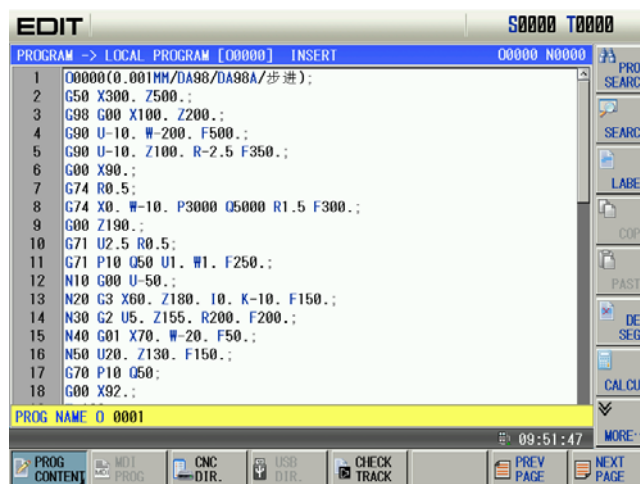 EDIT
S0000 T0000
PROGRAM -> LOCAL PROGRAM [O0000] INSERT
O0000 N0000
1 O0000(0.001MM/DA98/DA98A/步进);
2 G50 X300. Z500.;
3 G98 G00 X100. Z200.;
4 G90 U-10. W-200. F500.;
5 G90 U-10. Z100. R-2.5 F350.;
6 G00 X90.;
7 G74 R0.5;
8 G74 X0. W-10. P3000 Q5000 R1.5 F300.;
9 G00 Z190.;
10 G71 U2.5 R0.5;
11 G71 P10 Q50 U1. W1. F250.;
12 N10 G00 U-50.;
13 N20 G3 X60. Z180. I0. K-10. F150.;
14 N30 G2 U5. Z155. R200. F200.;
15 N40 G01 X70. W-20. F50.;
16 N50 U20. Z130. F150.;
17 G70 P10 Q50;
18 G00 X92.;
PROG NAME O 0001
09:51:47
PRO
SEARC
SEARC
LABE
COP
PAST
DE
SEG
CALCU
MORE..
PROG
CONTENT
MDI
PROG
CNC
DIR.
USB
DIR.
CHECK
TRACK
PREV
PAGE
NEXT
PAGE